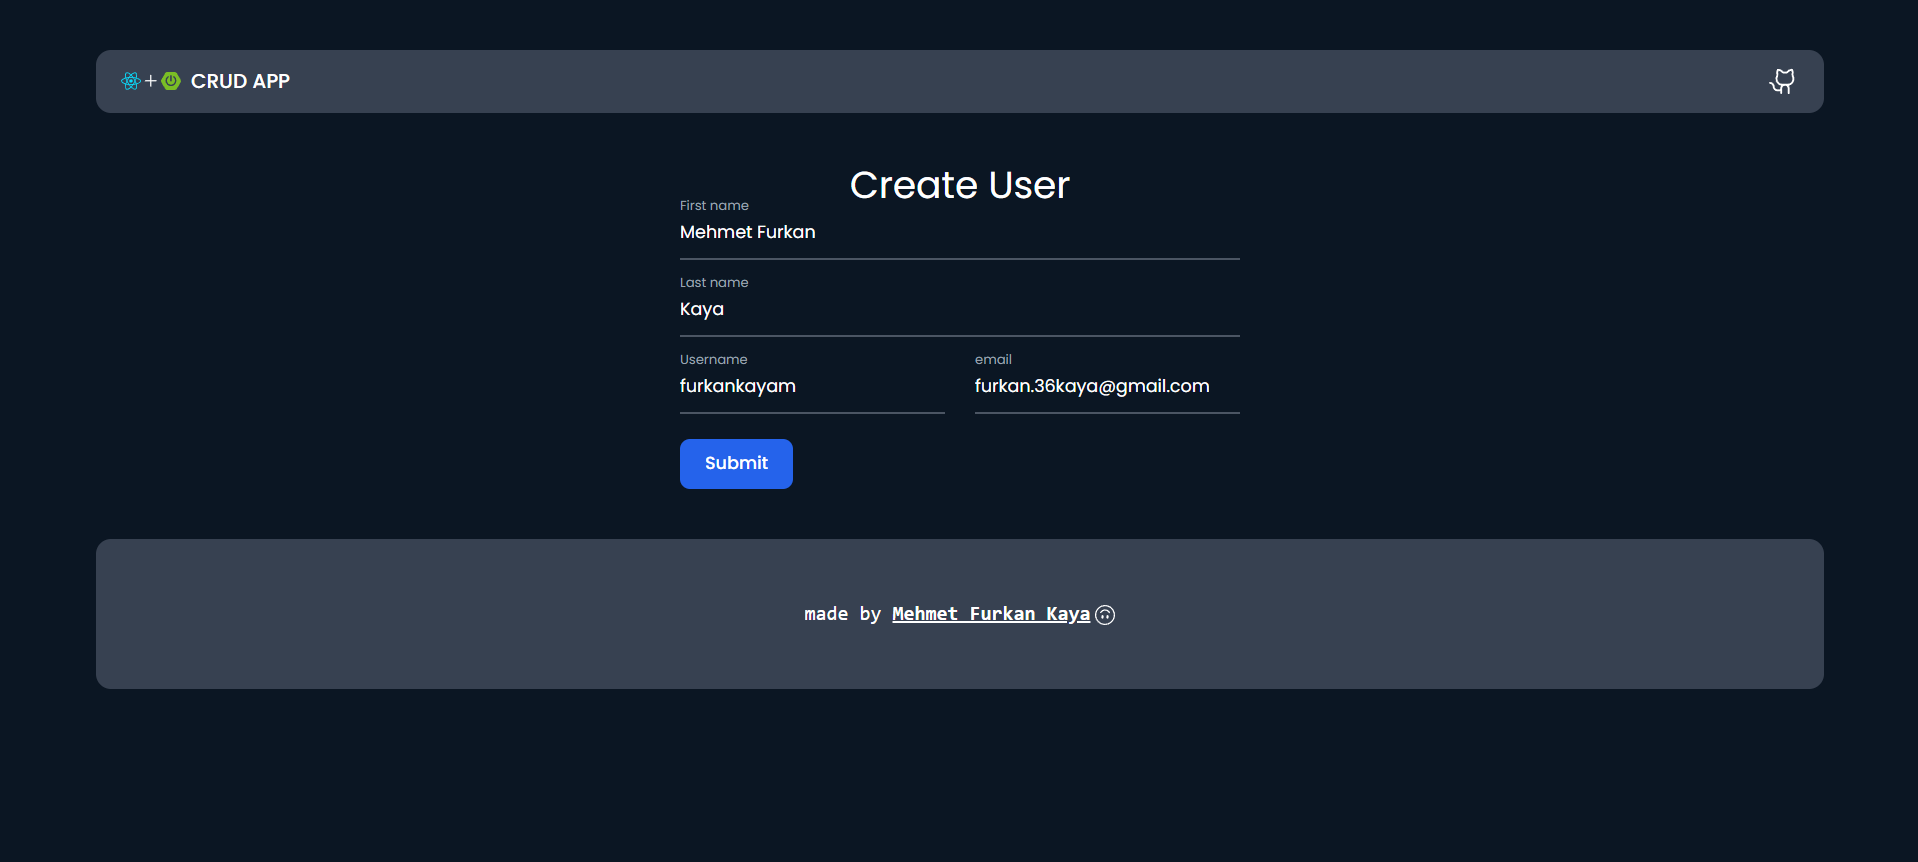 + CRUD APP
Create User
First name
Mehmet Furkan
Last name
Kaya
Username email
furkankayam furkan.36kaya@gmail.com
Submit
made by Mehmet Furkan Kaya